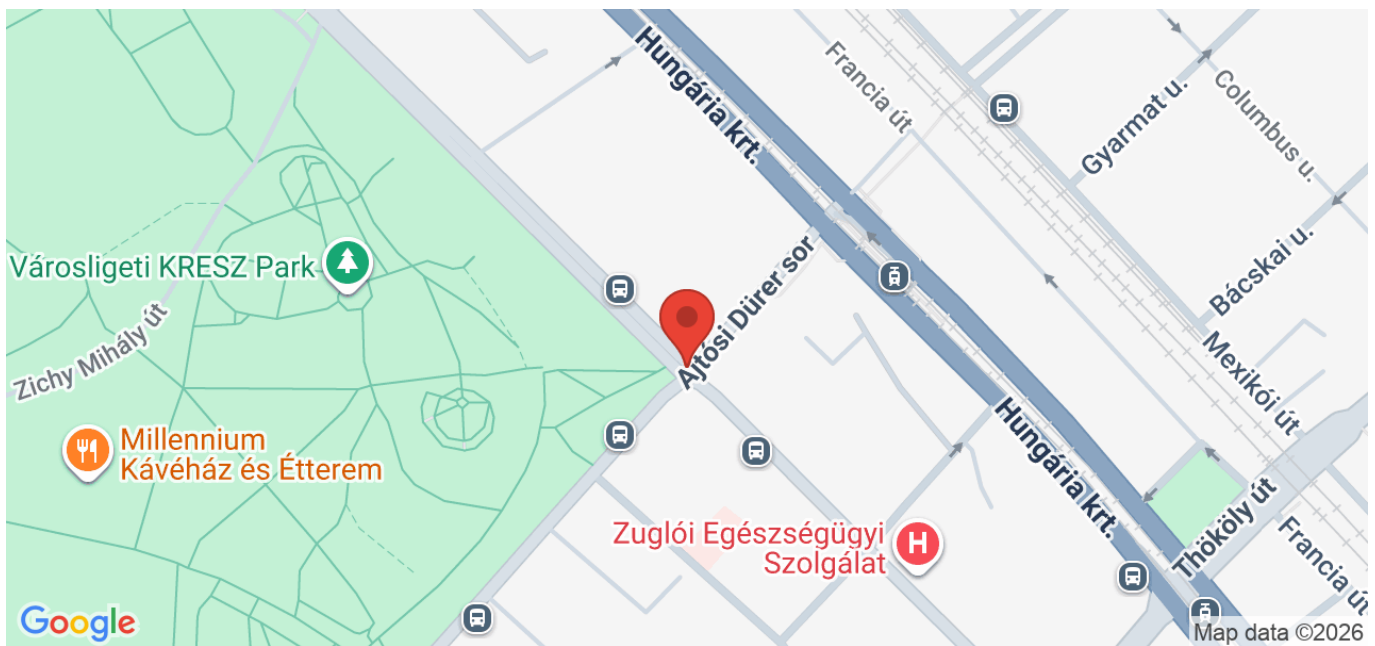 Hungária krt.
Francia út
Gyarmat u.
Columbus u.
Városligeti KRESZ Park
Ajtósi Dürer sor
Bácskai u.
Zichy Mihály út
Mexikói út
Millennium
Kávéház és Étterem
Hungária krt.
Zuglói Egészségügyi
Szolgálat
H
Thököly út
Francia út
Google
Map data ©2026